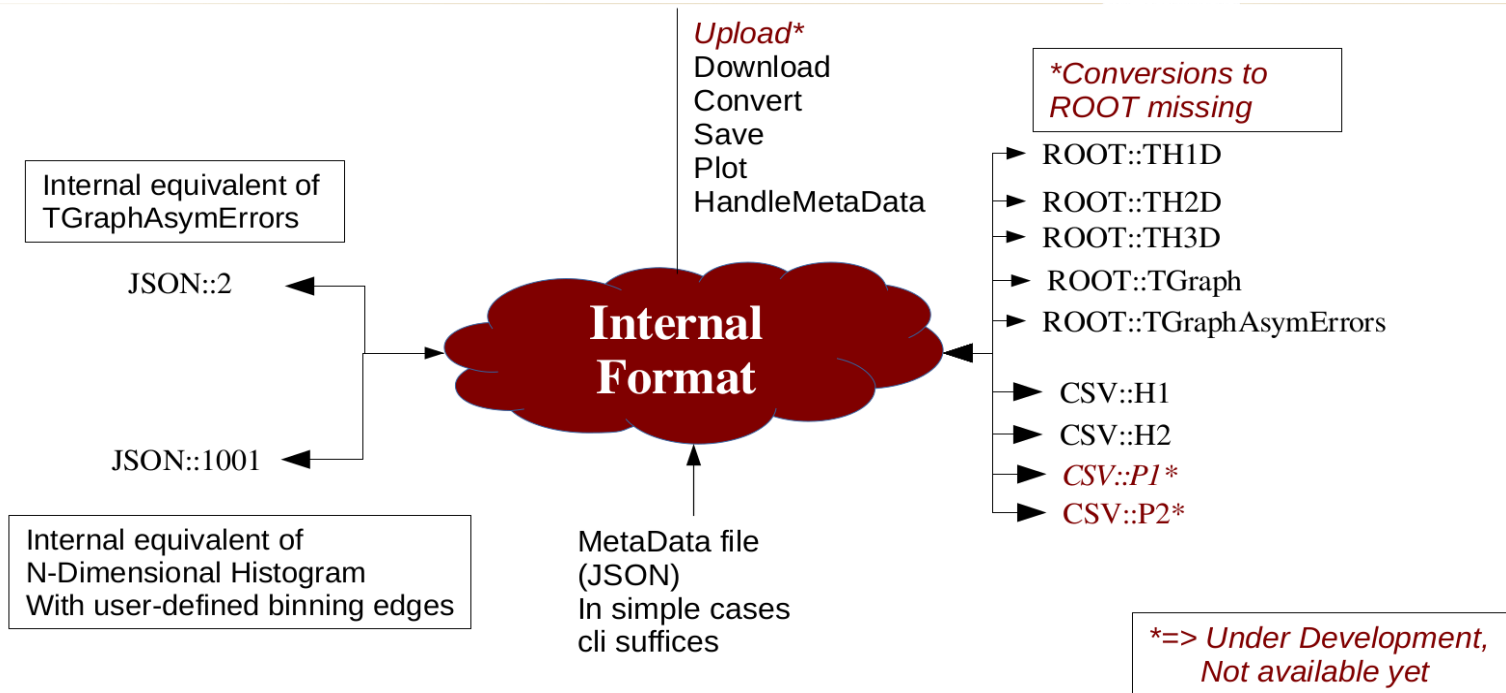 Upload*
Download
Convert
Save
Plot
HandleMetaData
*Conversions to
ROOT missing
ROOT::TH1D
ROOT::TH2D
ROOT::TH3D
ROOT::TGraph
ROOT::TGraphAsymErrors
CSV::H1
CSV::H2
CSV::P1*
CSV::P2*
Internal equivalent of
TGraphAsymErrors
JSON::2
Internal
Format
JSON::1001
Internal equivalent of
N-Dimensional Histogram
With user-defined binning edges
MetaData file
(JSON)
In simple cases
cli suffices
*=> Under Development,
Not available yet